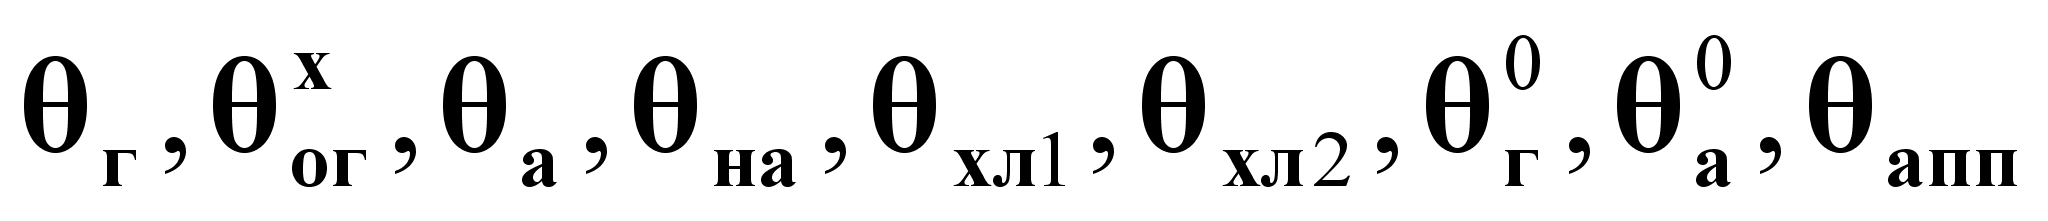 θг, θхог, θа, θна, θхл1, θхл2, θ0г, θ0а, θапп